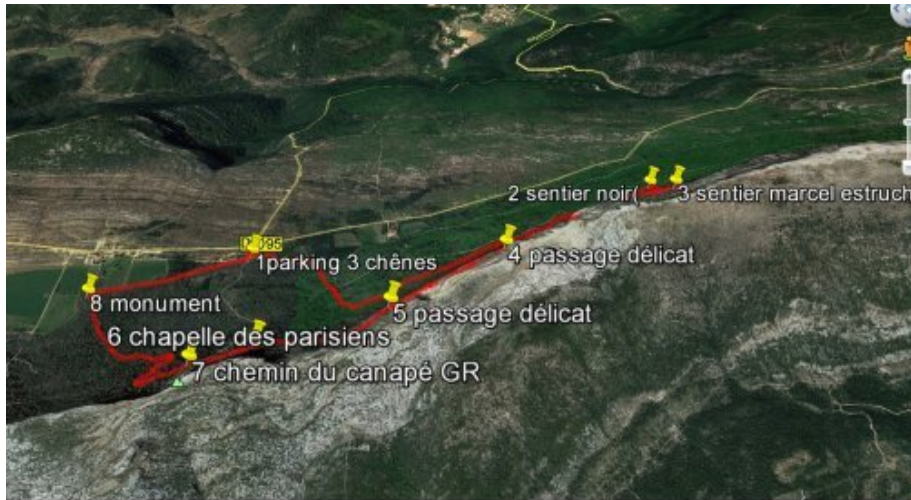 2 sentier noir(
3 sentier marcel estruch
1parking 3 chênes
4 passage délicat
8 monument
5 passage délicat
6 chapelle des parisiens
7 chemin du canapé GR